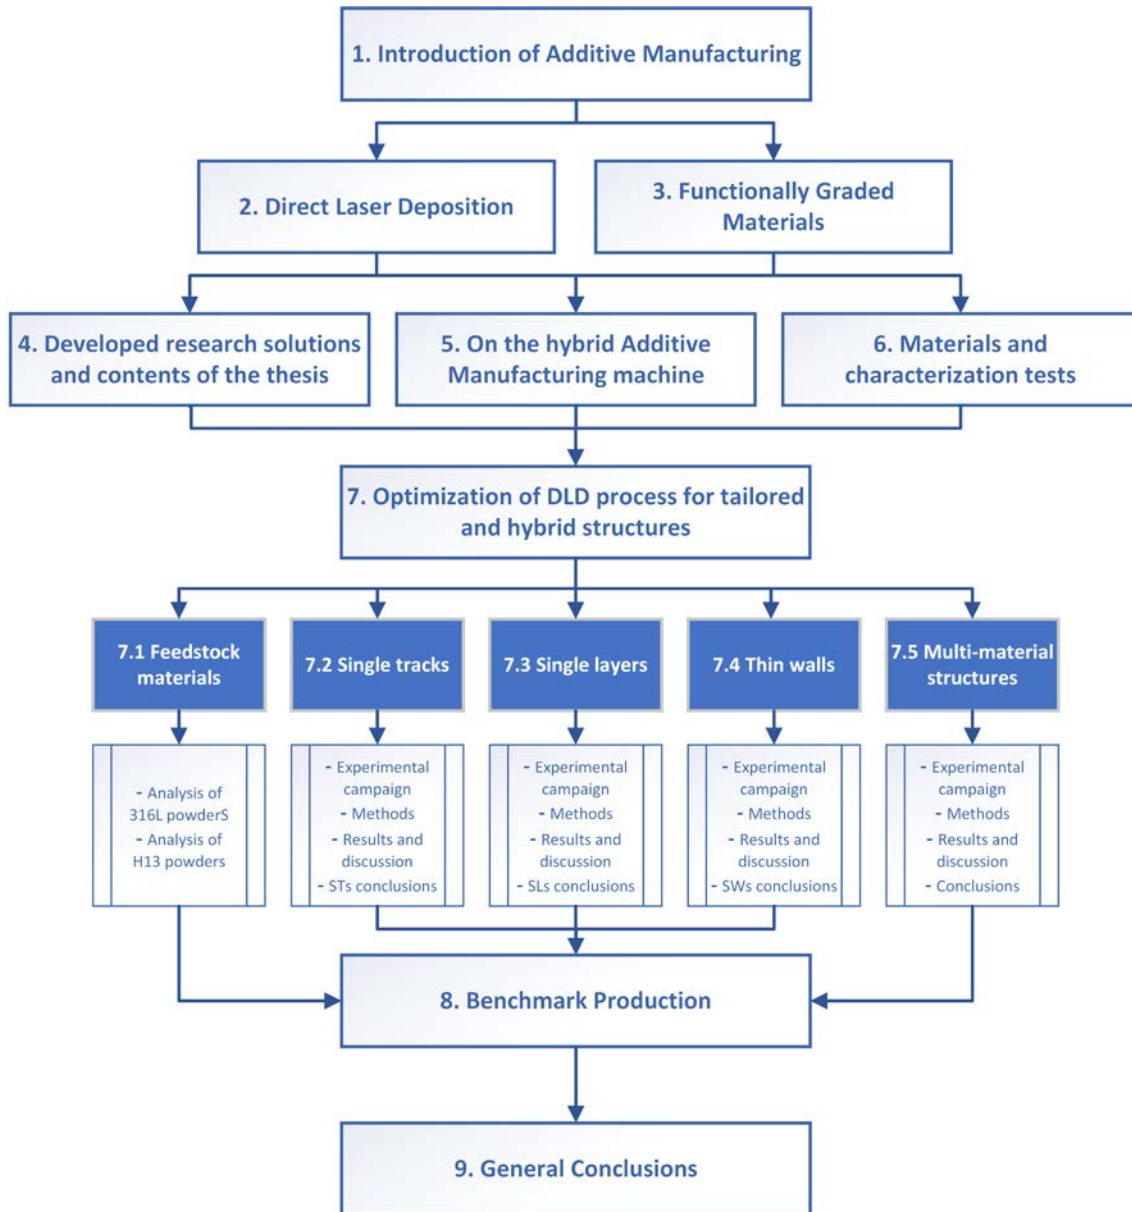 1. Introduction of Additive Manufacturing
2. Direct Laser Deposition
3. Functionally Graded
Materials
4. Developed research solutions
and contents of the thesis
5. On the hybrid Additive
Manufacturing machine
6. Materials and
characterization tests
7. Optimization of DLD process for tailored
and hybrid structures
7.1 Feedstock
materials
7.2 Single tracks
7.3 Single layers
7.4 Thin walls
7.5 Multi-material
structures
- Analysis of
316L powderS
- Analysis of
H13 powders
- Experimental
campaign
- Methods
- Results and
discussion
- STs conclusions
- Experimental
campaign
- Methods
- Results and
discussion
- SLs conclusions
- Experimental
campaign
- Methods
- Results and
discussion
- SWs conclusions
- Experimental
campaign
- Methods
- Results and
discussion
- Conclusions
8. Benchmark Production
9. General Conclusions